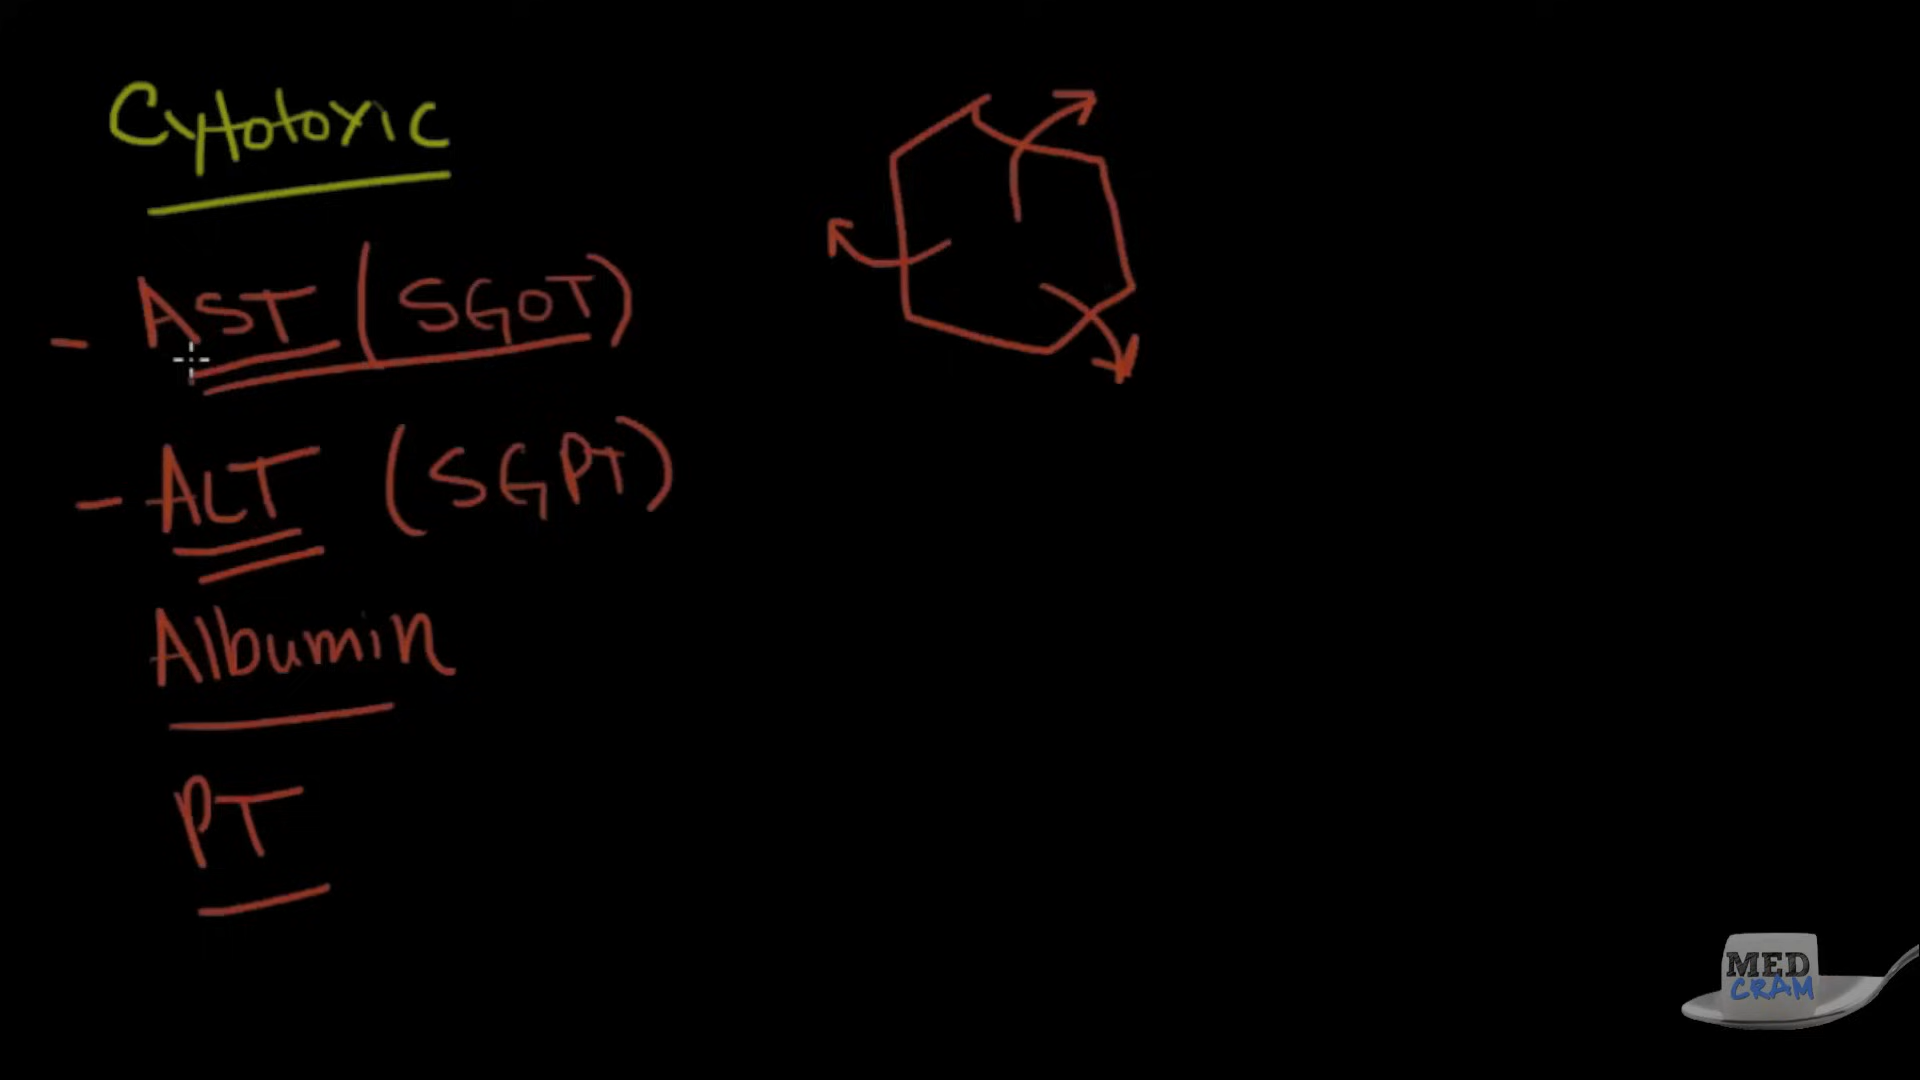 Cytotoxic
- AST (SGOT)
- ALT (SGPT)
Albumin
PT
MED
CRAM